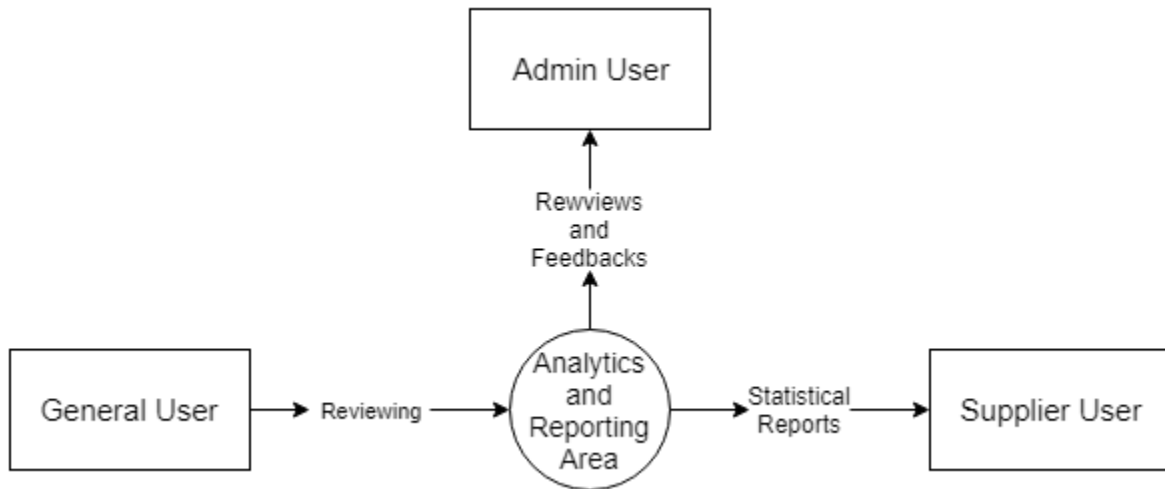 Admin User
Rewviews
and
Feedbacks
General User
Reviewing
Analytics
and
Reporting
Area
Statistical
Reports
Supplier User